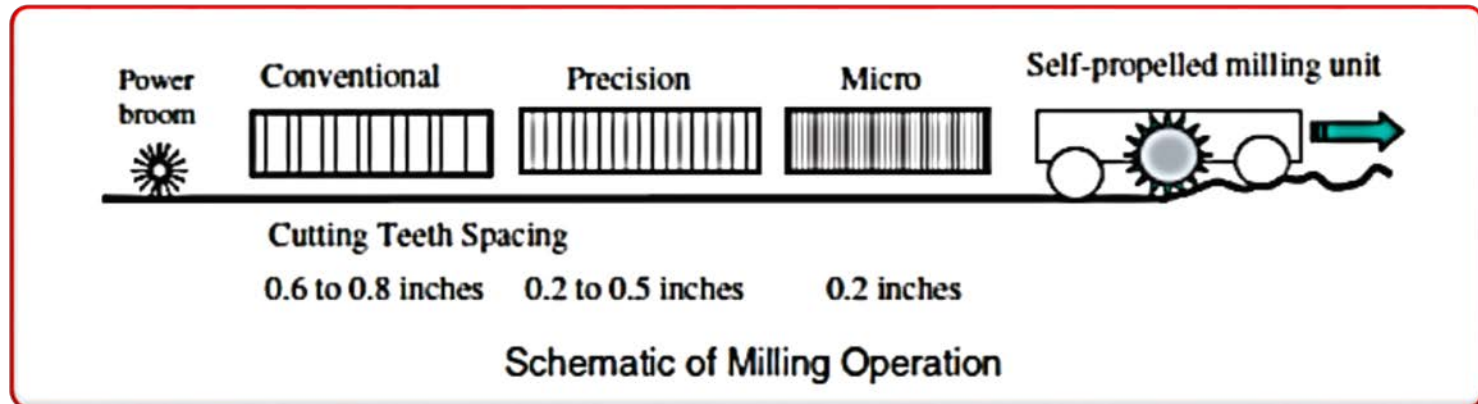 Power
broom
Conventional
Precision
Micro
Self-propelled milling unit
Cutting Teeth Spacing
0.6 to 0.8 inches
0.2 to 0.5 inches
0.2 inches
Schematic of Milling Operation